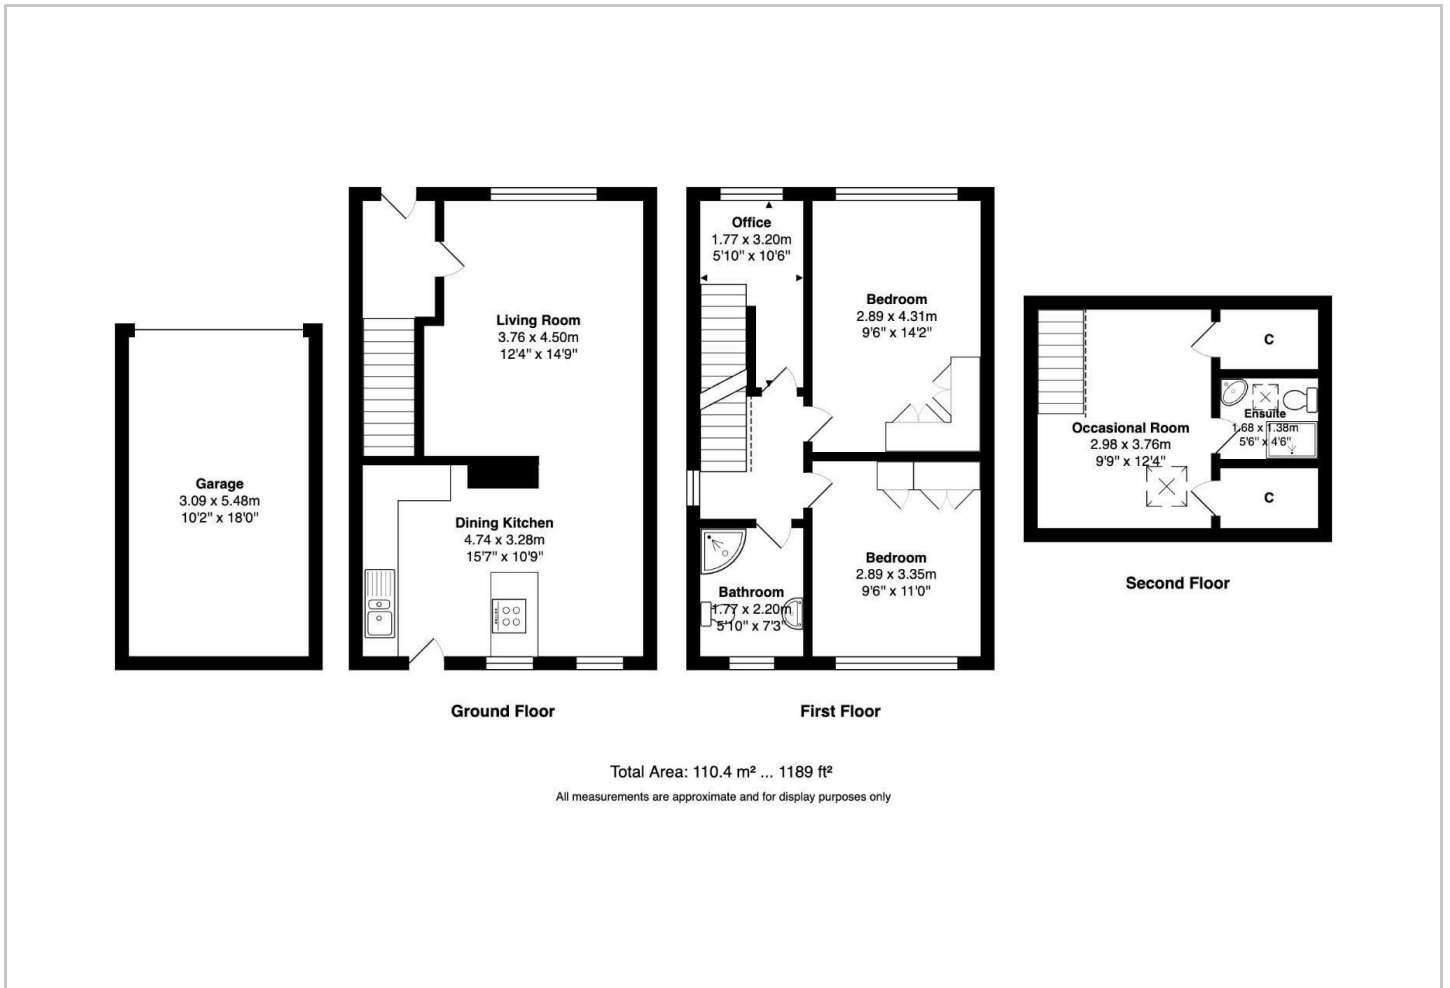 Garage
3.09 x 5.48m
10'2" x 18'0"
Living Room
3.76 x 4.50m
12'4" x 14'9"
Dining Kitchen
4.74 x 3.28m
15'7" x 10'9"
Ground Floor
Office
1.77 x 3.20m
5'10" x 10'6"
Bedroom
2.89 x 4.31m
9'6" x 14'2"
Bedroom
2.89 x 3.35m
9'6" x 11'0"
Bathroom
1.77 x 2.20m
5'10" x 7'3"
First Floor
Occasional Room
2.98 x 3.76m
9'9" x 12'4"
C
Ensuite
1.68 x 1.38m
5'6" x 4'6"
C
Second Floor
Total Area: 110.4 m² ... 1189 ft²
All measurements are approximate and for display purposes only